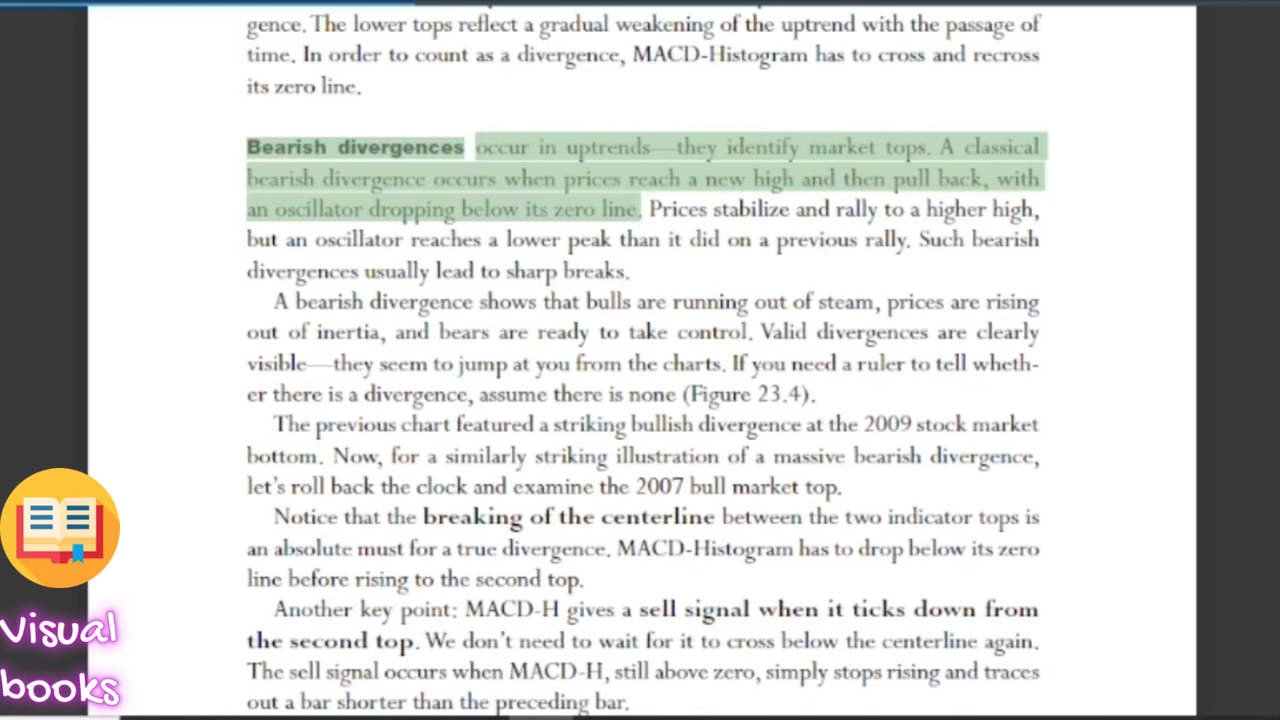 gence. The lower tops reflect a gradual weakening of the uptrend with the passage of
time. In order to count as a divergence, MACD-Histogram has to cross and recross
its zero line.
Bearish divergences occur in uptrends—they identify market tops. A classical
bearish divergence occurs when prices reach a new high and then pull back, with
an oscillator dropping below its zero line. Prices stabilize and rally to a higher high,
but an oscillator reaches a lower peak than it did on a previous rally. Such bearish
divergences usually lead to sharp breaks.
A bearish divergence shows that bulls are running out of steam, prices are rising
out of inertia, and bears are ready to take control. Valid divergences are clearly
visible—they seem to jump at you from the charts. If you need a ruler to tell wheth-
er there is a divergence, assume there is none (Figure 23.4).
The previous chart featured a striking bullish divergence at the 2009 stock market
bottom. Now, for a similarly striking illustration of a massive bearish divergence,
let's roll back the clock and examine the 2007 bull market top.
Notice that the breaking of the centerline between the two indicator tops is
an absolute must for a true divergence. MACD-Histogram has to drop below its zero
line before rising to the second top.
Another key point: MACD-H gives a sell signal when it ticks down from
the second top. We don't need to wait for it to cross below the centerline again.
The sell signal occurs when MACD-H, still above zero, simply stops rising and traces
out a bar shorter than the preceding bar.
Visual
books